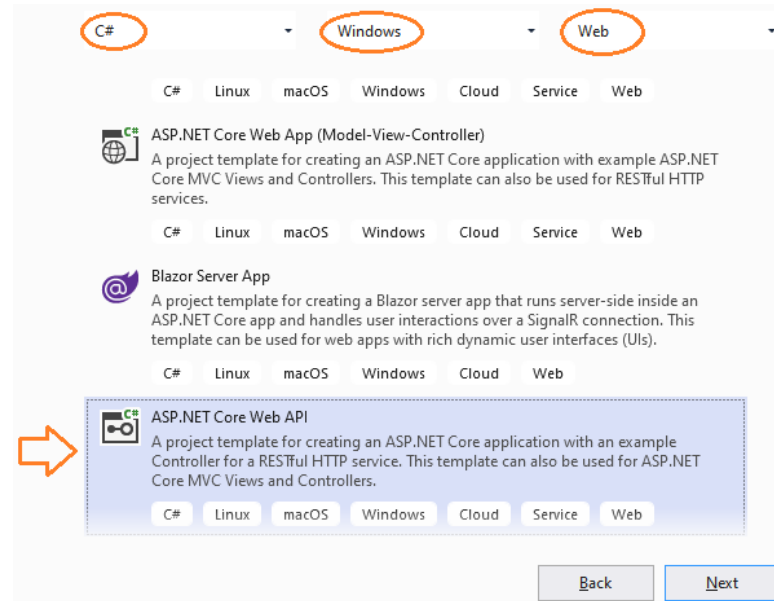 C# Windows Web
C# Linux macOS Windows Cloud Service Web
C# ASP.NET Core Web App (Model-View-Controller)
A project template for creating an ASP.NET Core application with example ASP.NET
Core MVC Views and Controllers. This template can also be used for RESTful HTTP
services.
C# Linux macOS Windows Cloud Service Web
@ Blazor Server App
A project template for creating a Blazor server app that runs server-side inside an
ASP.NET Core app and handles user interactions over a SignalR connection. This
template can be used for web apps with rich dynamic user interfaces (UIs).
C# Linux macOS Windows Cloud Web
C# ASP.NET Core Web API
A project template for creating an ASP.NET Core application with an example
Controller for a RESTful HTTP service. This template can also be used for ASP.NET
Core MVC Views and Controllers.
C# Linux macOS Windows Cloud Service Web
Back Next